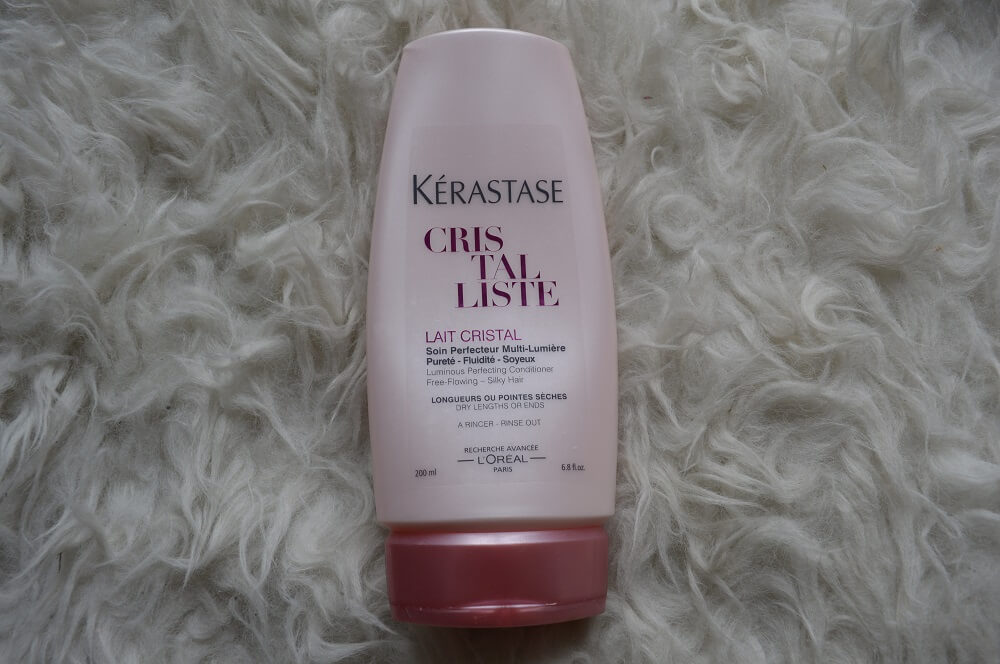 KÉRASTASE
CRIS
TAL
LISTE
LAIT CRISTAL
Soin Perfecteur Multi-Lumière
Pureté - Fluidité - Soyeux
Luminous Perfecting Conditioner
Free-Flowing – Silky Hair
LONGUEURS OU POINTES SÈCHES
DRY LENGTHS OR ENDS
A RINCER - RINSE OUT
RECHERCHE AVANCÉE
L'ORÉAL
PARIS
200 ml 6.8 fl.oz.